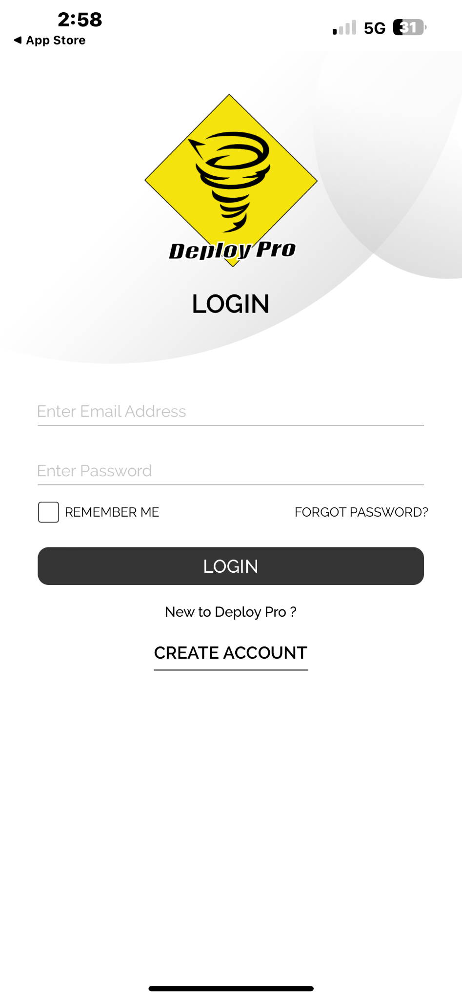 2:58
◀ App Store
5G
31
Deploy Pro
LOGIN
Enter Email Address
Enter Password
REMEMBER ME
FORGOT PASSWORD?
LOGIN
New to Deploy Pro ?
CREATE ACCOUNT